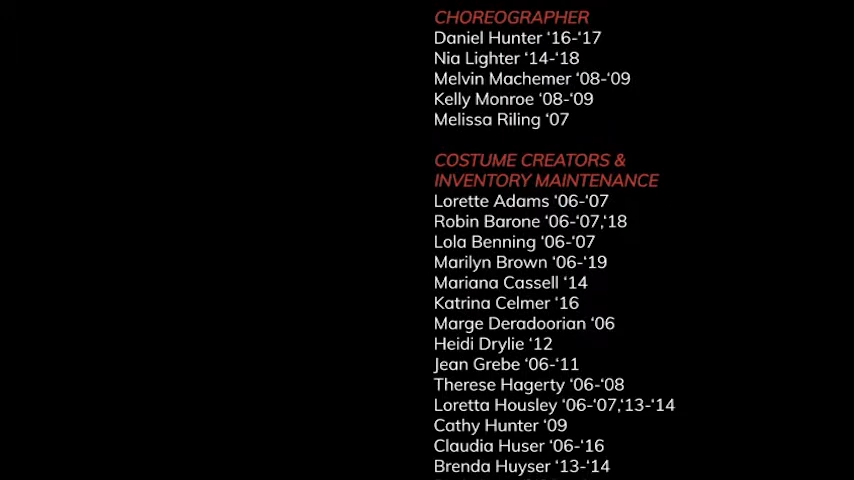 CHOREOGRAPHER
Daniel Hunter ‘16-‘17
Nia Lighter ‘14-‘18
Melvin Machemer ‘08-‘09
Kelly Monroe ‘08-‘09
Melissa Riling ‘07
COSTUME CREATORS &
INVENTORY MAINTENANCE
Lorette Adams ‘06-‘07
Robin Barone ‘06-‘07,‘18
Lola Benning ‘06-‘07
Marilyn Brown ‘06-‘19
Mariana Cassell ‘14
Katrina Celmer ‘16
Marge Deradoorian ‘06
Heidi Drylie ‘12
Jean Grebe ‘06-‘11
Therese Hagerty ‘06-‘08
Loretta Housley ‘06-‘07,‘13-‘14
Cathy Hunter ‘09
Claudia Huser ‘06-‘16
Brenda Huyser ‘13-‘14